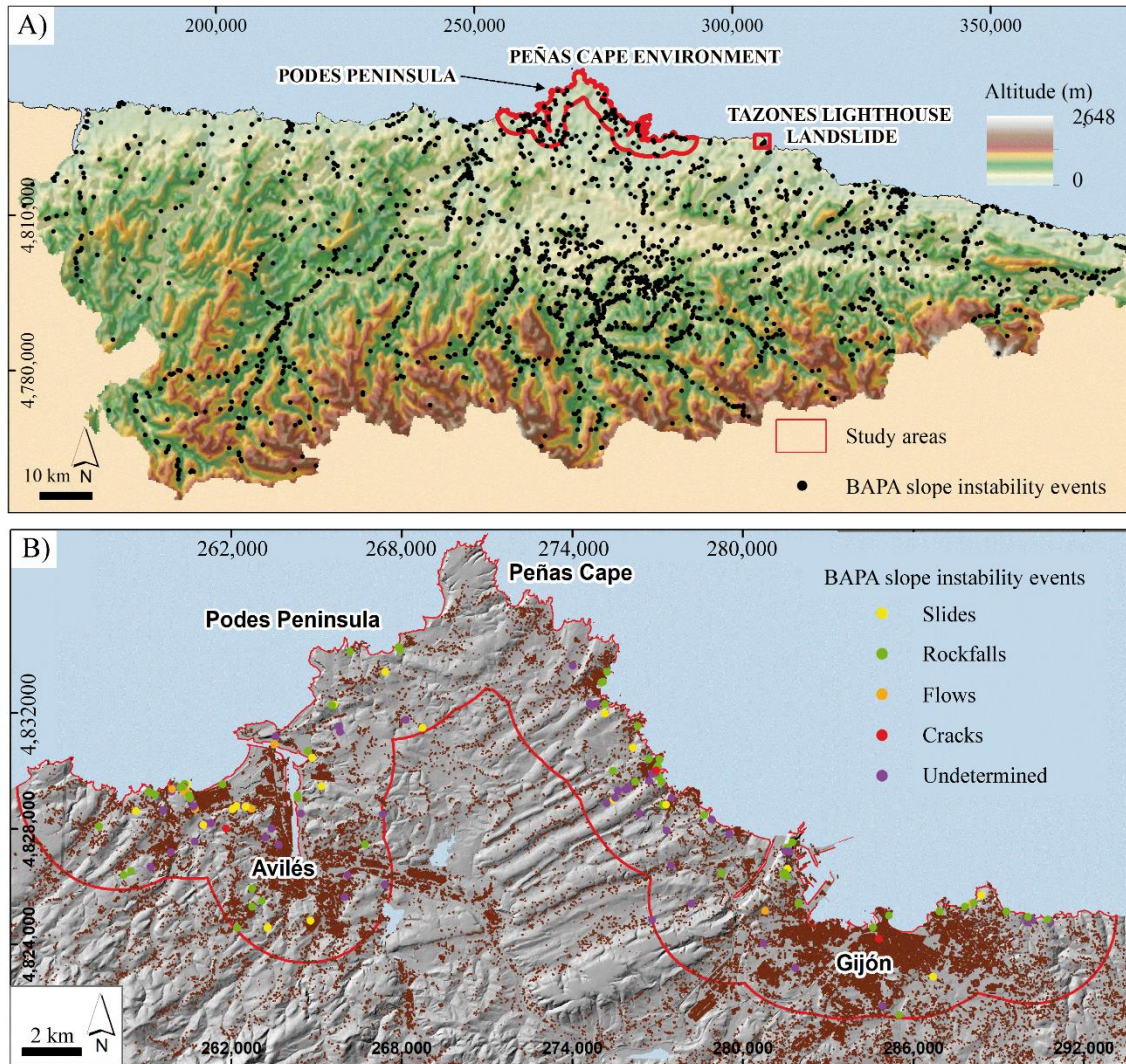 A)
200,000 250,000 300,000 350,000
PEÑAS CAPE ENVIRONMENT
PODES PENINSULA
TAZONES LIGHTHOUSE
LANDSLIDE
Altitude (m)
2,648
0
4,810,000
4,780,000
N
10 km
Study areas
BAPA slope instability events
B)
262,000 268,000 274,000 280,000
Peñas Cape
Podes Peninsula
BAPA slope instability events
Slides
Rockfalls
Flows
Cracks
Undetermined
4,832,000
4,828,000
Avilés
4,824,000
Gijón
N
2 km
262,000 268,000 274,000 280,000 286,000 292,000